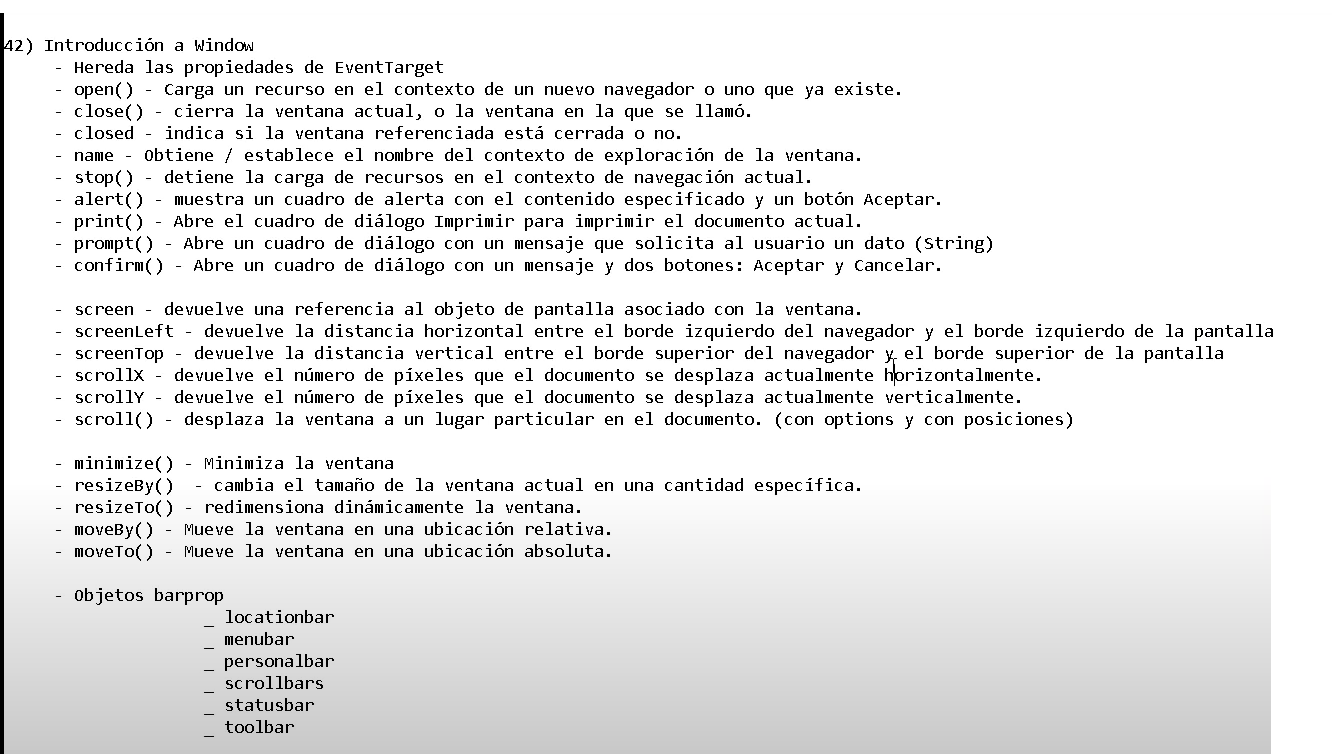 42) Introducción a Window
- Hereda las propiedades de EventTarget
- open() - Carga un recurso en el contexto de un nuevo navegador o uno que ya existe.
- close() - cierra la ventana actual, o la ventana en la que se llamó.
- closed - indica si la ventana referenciada está cerrada o no.
- name - Obtiene / establece el nombre del contexto de exploración de la ventana.
- stop() - detiene la carga de recursos en el contexto de navegación actual.
- alert() - muestra un cuadro de alerta con el contenido especificado y un botón Aceptar.
- print() - Abre el cuadro de diálogo Imprimir para imprimir el documento actual.
- prompt() - Abre un cuadro de diálogo con un mensaje que solicita al usuario un dato (String)
- confirm() - Abre un cuadro de diálogo con un mensaje y dos botones: Aceptar y Cancelar.
- screen - devuelve una referencia al objeto de pantalla asociado con la ventana.
- screenLeft - devuelve la distancia horizontal entre el borde izquierdo del navegador y el borde izquierdo de la pantalla
- screenTop - devuelve la distancia vertical entre el borde superior del navegador y el borde superior de la pantalla
- scrollX - devuelve el número de píxeles que el documento se desplaza actualmente horizontalmente.
- scrollY - devuelve el número de píxeles que el documento se desplaza actualmente verticalmente.
- scroll() - desplaza la ventana a un lugar particular en el documento. (con options y con posiciones)
- minimize() - Minimiza la ventana
- resizeBy()  - cambia el tamaño de la ventana actual en una cantidad específica.
- resizeTo() - redimensiona dinámicamente la ventana.
- moveBy() - Mueve la ventana en una ubicación relativa.
- moveTo() - Mueve la ventana en una ubicación absoluta.
- Objetos barprop
_ locationbar
_ menubar
_ personalbar
_ scrollbars
_ statusbar
_ toolbar